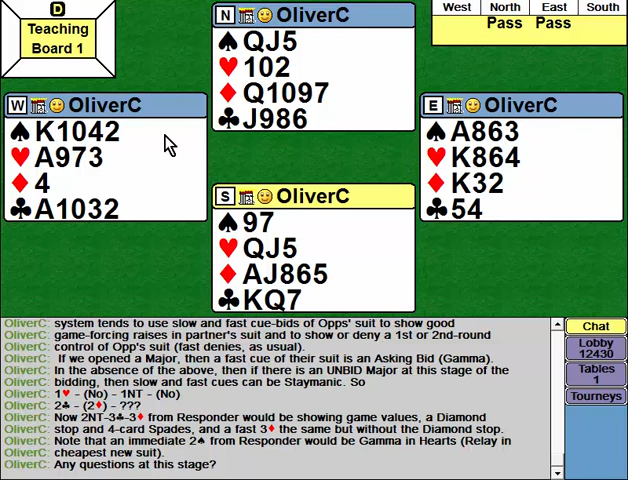 D
Teaching
Board 1
N OliverC
♠QJ5
♥102
♦Q1097
♣J986
West North East South
Pass Pass
W OliverC
♠K1042
♥A973
♦4
♣A1032
E OliverC
♠A863
♥K864
♦K32
♣54
S OliverC
♠97
♥QJ5
♦AJ865
♣KQ7
OliverC: system tends to use slow and fast cue-bids of Opps' suit to show good
OliverC: game-forcing raises in partner's suit and to show or deny a 1st or 2nd-round
OliverC: control of Opp's suit (fast denies, as usual).
OliverC: If we opened a Major, then a fast cue of their suit is an Asking Bid (Gamma).
OliverC: In the absence of the above, then if there is an UNBID Major at this stage of the
OliverC: bidding, then slow and fast cues can be Staymanic. So
OliverC: 1♥ - (No) - 1NT - (No)
OliverC: 2♣ - (2♦) - ???
OliverC: Now 2NT-3♣-3♦ from Responder would be showing game values, a Diamond
OliverC: stop and 4-card Spades, and a fast 3♦ the same but without the Diamond stop.
OliverC: Note that an immediate 2♠ from Responder would be Gamma in Hearts (Relay in
OliverC: cheapest new suit).
OliverC: Any questions at this stage?
Chat
Lobby
12430
Tables
1
Tourneys